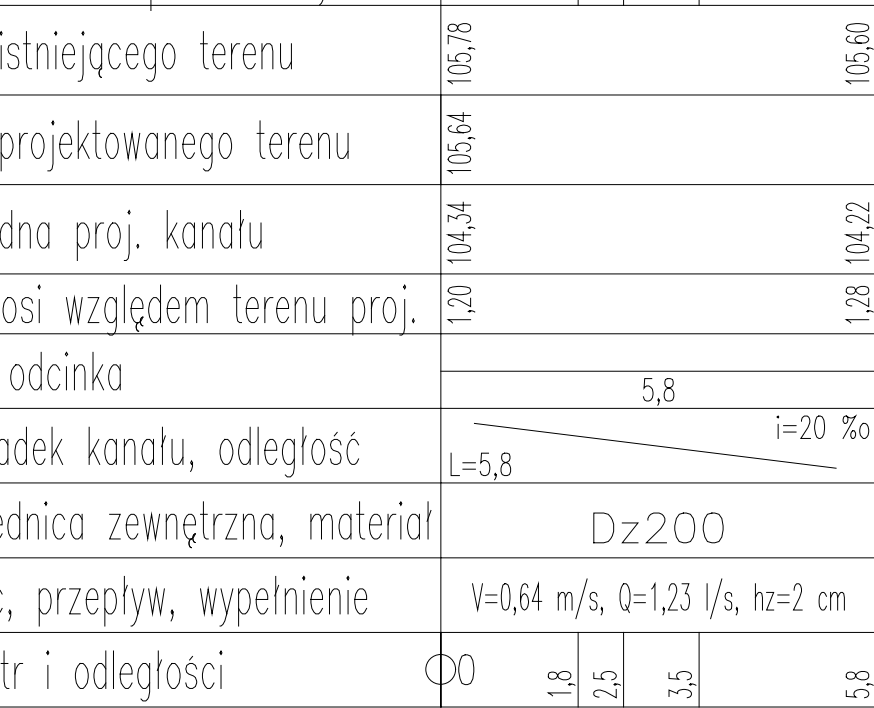 istniejącego terenu 105,78 105,60
projektowanego terenu 105,64
dna proj. kanału 104,34 104,22
osi względem terenu proj. 1,20 1,28
odcinka
5,8
adek kanału, odległość i=20 %o
L=5,8
ednica zewnętrzna, materiał Dz200
, przepływ, wypełnienie V=0,64 m/s, Q=1,23 l/s, hz=2 cm
tr i odległości 0 1,8 2,5 3,5 5,8